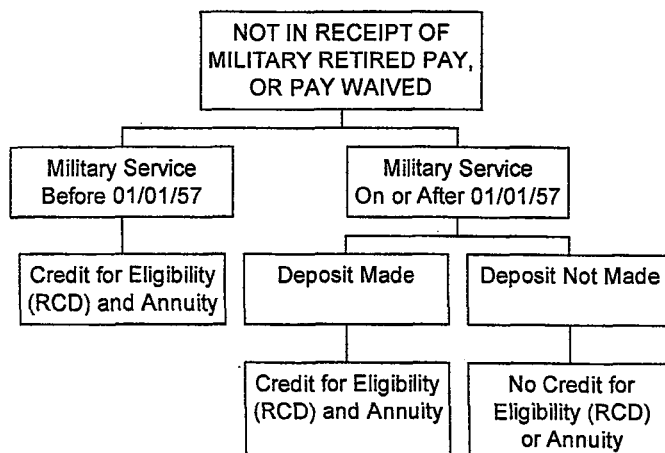 NOT IN RECEIPT OF
MILITARY RETIRED PAY,
OR PAY WAIVED
Military Service
Before 01/01/57
Military Service
On or After 01/01/57
Credit for Eligibility
(RCD) and Annuity
Deposit Made
Deposit Not Made
Credit for Eligibility
(RCD) and Annuity
No Credit for
Eligibility (RCD)
or Annuity